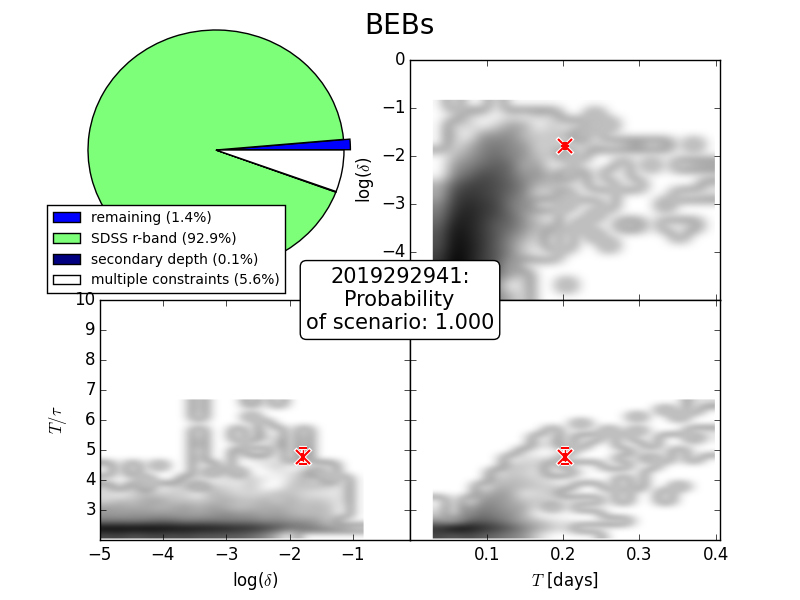 BEBs
remaining (1.4%)
SDSS r-band (92.9%)
secondary depth (0.1%)
multiple constraints (5.6%)
0
−1
−2
−3
−4
log(δ)
2019292941:
Probability
of scenario: 1.000
10
9
8
7
6
5
4
3
T/τ
−5 −4 −3 −2 −1
log(δ)
0.1 0.2 0.3 0.4
T [days]